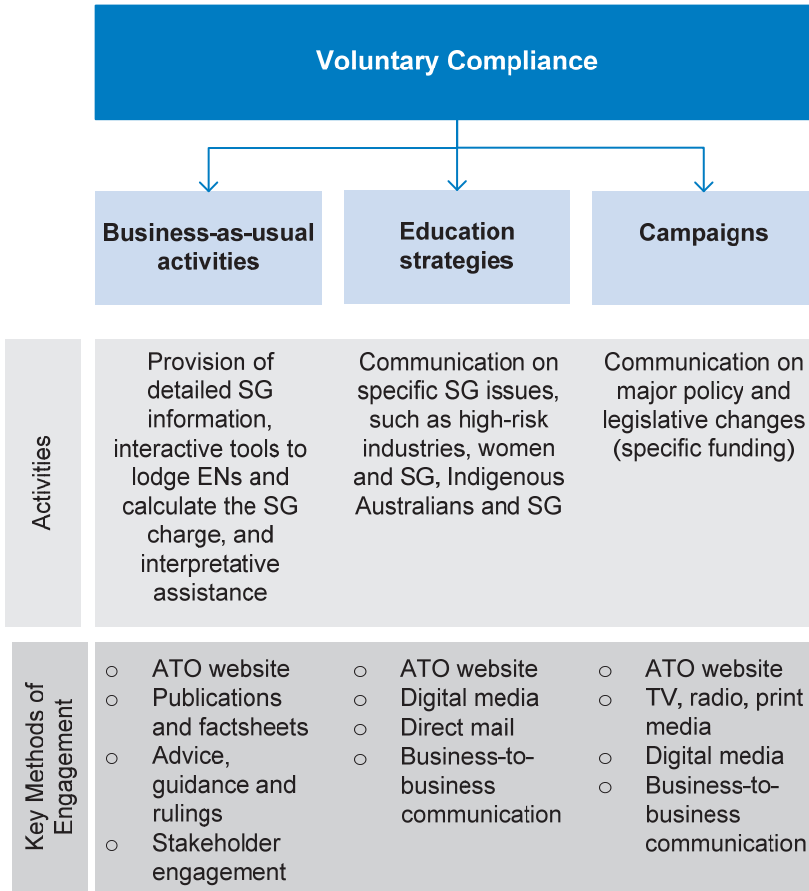 Voluntary Compliance
Business-as-usual
activities
Education
strategies
Campaigns
Activities
Provision of
detailed SG
information,
interactive tools to
lodge ENs and
calculate the SG
charge, and
interpretative
assistance
Communication on
specific SG issues,
such as high-risk
industries, women
and SG, Indigenous
Australians and SG
Communication on
major policy and
legislative changes
(specific funding)
Key Methods of
Engagement
o ATO website
o Publications
and factsheets
o Advice,
guidance and
rulings
o Stakeholder
engagement
o ATO website
o Digital media
o Direct mail
o Business-to-
business
communication
o ATO website
o TV, radio, print
media
o Digital media
o Business-to-
business
communication